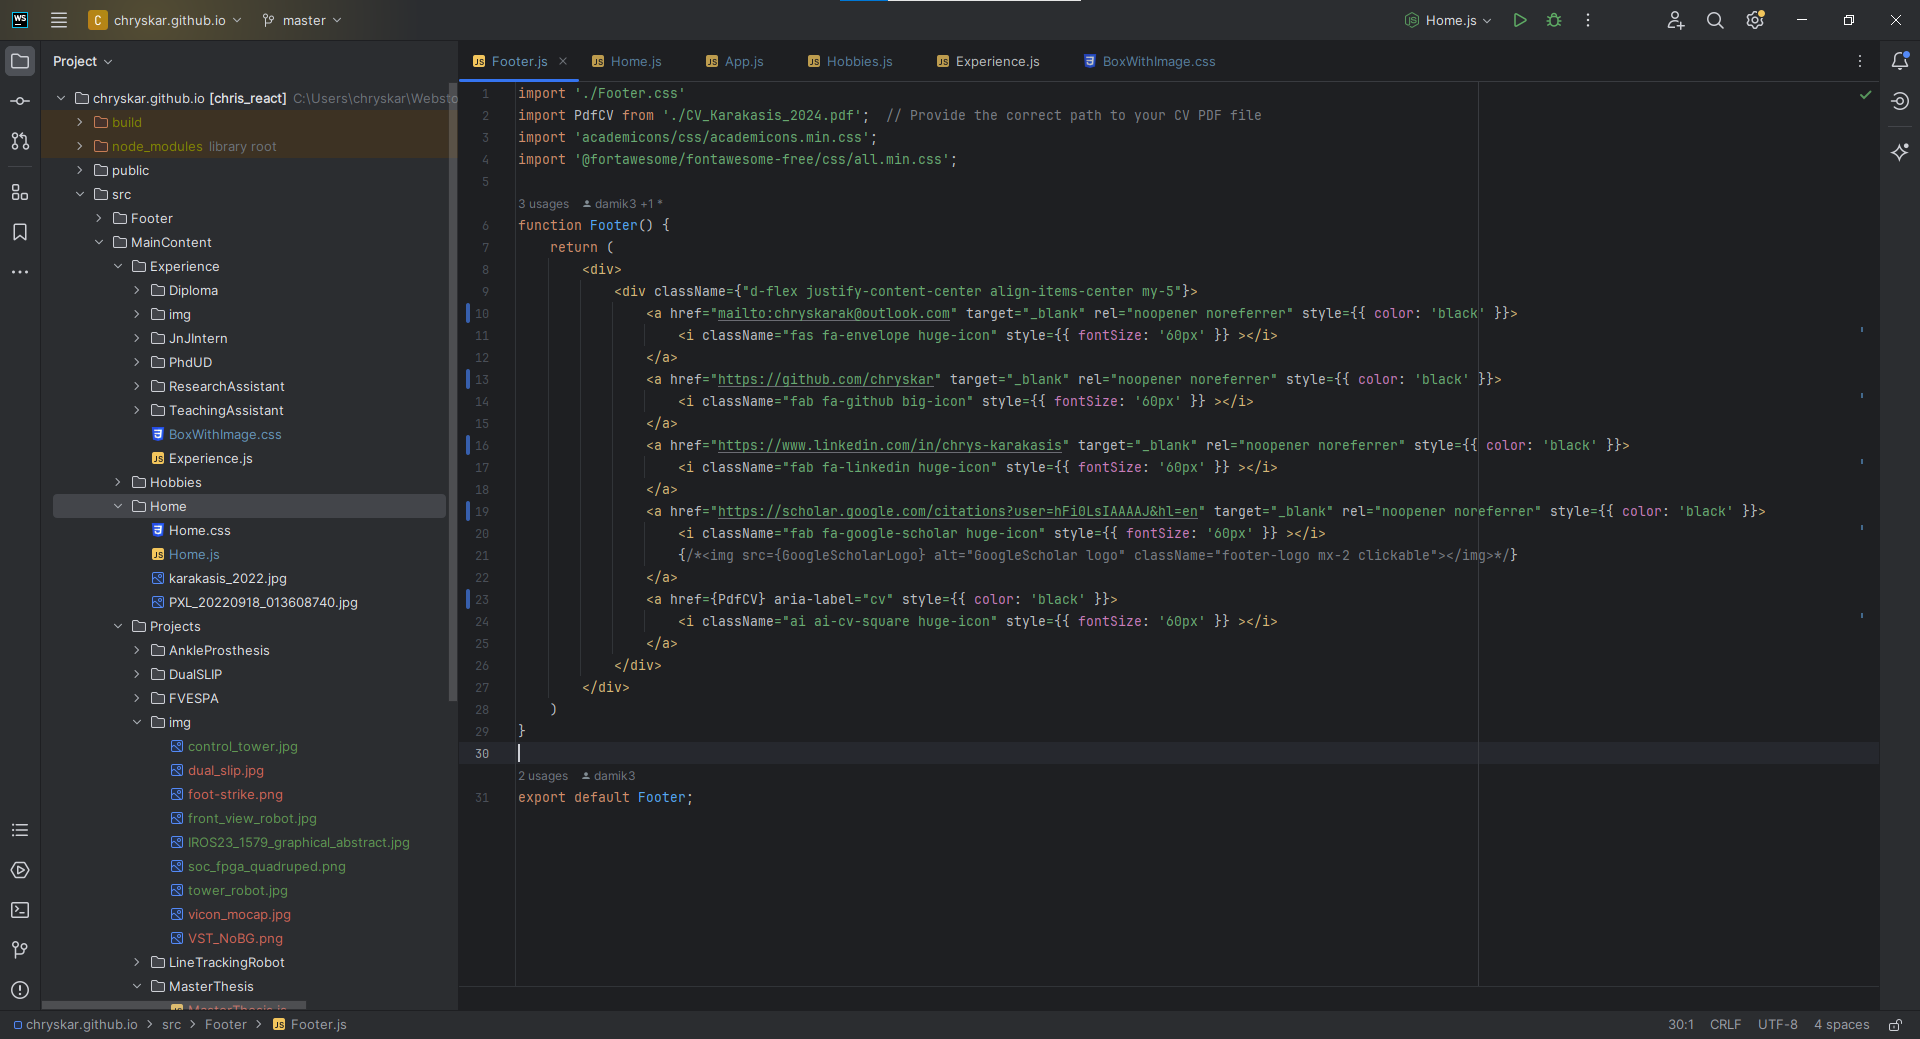 WS
C chryskar.github.io master Home.js
Project
Footer.js Home.js App.js Hobbies.js Experience.js BoxWithImage.css
chryskar.github.io [chris_react] C:\Users\chryskar\Websto
build
node_modules library root
public
src
Footer
MainContent
Experience
Diploma
img
JnJIntern
PhdUD
ResearchAssistant
TeachingAssistant
BoxWithImage.css
Experience.js
Hobbies
Home
Home.css
Home.js
karakasis_2022.jpg
PXL_20220918_013608740.jpg
Projects
AnkleProsthesis
DualSLIP
FVESPA
img
control_tower.jpg
dual_slip.jpg
foot-strike.png
front_view_robot.jpg
IROS23_1579_graphical_abstract.jpg
soc_fpga_quadruped.png
tower_robot.jpg
vicon_mocap.jpg
VST_NoBG.png
LineTrackingRobot
MasterThesis
MasterThesis.js
1 import './Footer.css'
2 import PdfCV from './CV_Karakasis_2024.pdf'; // Provide the correct path to your CV PDF file
3 import 'academicons/css/academicons.min.css';
4 import '@fortawesome/fontawesome-free/css/all.min.css';
5
3 usages damik3 +1 *
6 function Footer() {
7 return (
8 <div>
9 <div className={"d-flex justify-content-center align-items-center my-5"}>
10 <a href="mailto:chryskarak@outlook.com" target="_blank" rel="noopener noreferrer" style={{ color: 'black' }}>
11 <i className="fas fa-envelope huge-icon" style={{ fontSize: '60px' }} ></i>
12 </a>
13 <a href="https://github.com/chryskar" target="_blank" rel="noopener noreferrer" style={{ color: 'black' }}>
14 <i className="fab fa-github big-icon" style={{ fontSize: '60px' }} ></i>
15 </a>
16 <a href="https://www.linkedin.com/in/chrys-karakasis" target="_blank" rel="noopener noreferrer" style={{ color: 'black' }}>
17 <i className="fab fa-linkedin huge-icon" style={{ fontSize: '60px' }} ></i>
18 </a>
19 <a href="https://scholar.google.com/citations?user=hFi0LsIAAAAJ&hl=en" target="_blank" rel="noopener noreferrer" style={{ color: 'black' }}>
20 <i className="fab fa-google-scholar huge-icon" style={{ fontSize: '60px' }} ></i>
21 {/*<img src={GoogleScholarLogo} alt="GoogleScholar logo" className="footer-logo mx-2 clickable"></img>*/}
22 </a>
23 <a href={PdfCV} aria-label="cv" style={{ color: 'black' }}>
24 <i className="ai ai-cv-square huge-icon" style={{ fontSize: '60px' }} ></i>
25 </a>
26 </div>
27 </div>
28 )
29 }
30
2 usages damik3
31 export default Footer;
chryskar.github.io > src > Footer > Footer.js 30:1 CRLF UTF-8 4 spaces